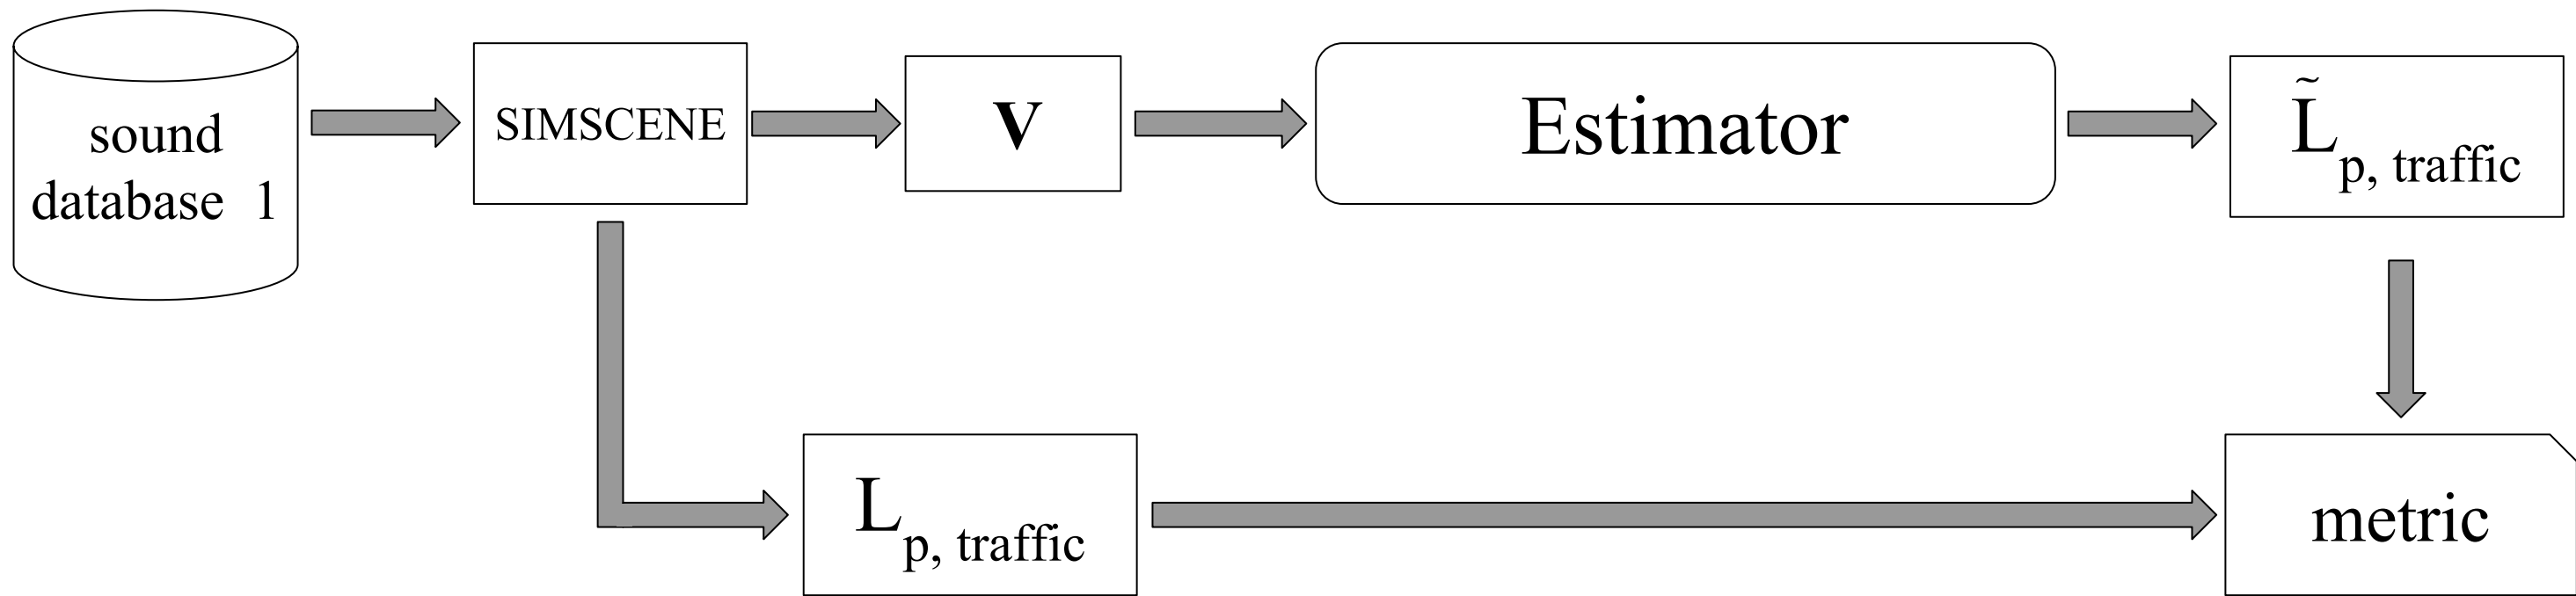 sound
database 1
SIMSCENE
V
Estimator
L̃p, traffic
Lp, traffic
metric